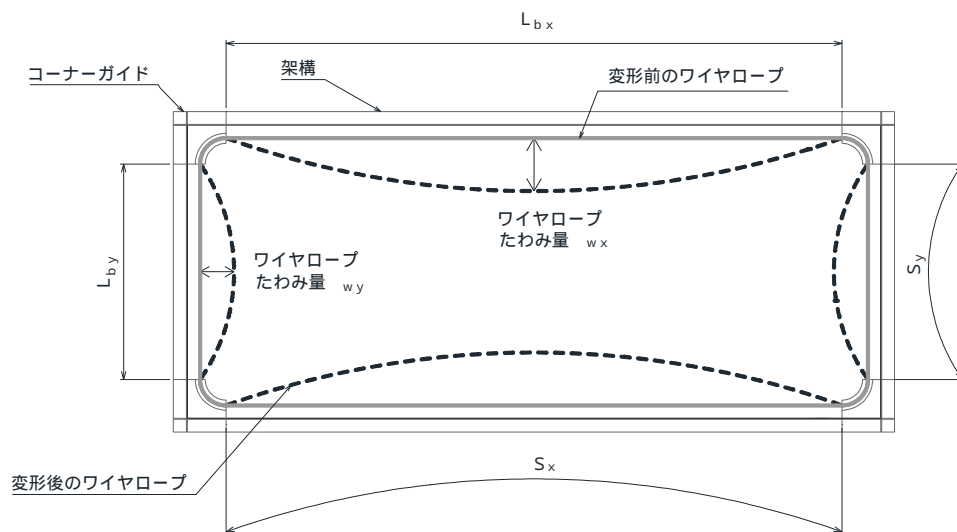 Lbx
コーナーガイド
架構
変形前のワイヤロープ
ワイヤロープ
たわみ量 wx
ワイヤロープ
たわみ量 wy
Lby
Sy
Sx
変形後のワイヤロープ